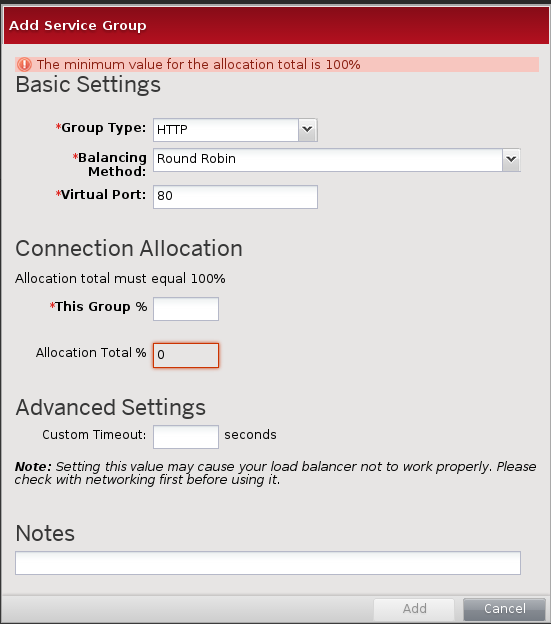 Add Service Group
The minimum value for the allocation total is 100%
Basic Settings
*Group Type: HTTP
*Balancing Method: Round Robin
*Virtual Port: 80
Connection Allocation
Allocation total must equal 100%
*This Group %
Allocation Total % 0
Advanced Settings
Custom Timeout: seconds
Note: Setting this value may cause your load balancer not to work properly. Please
check with networking first before using it.
Notes
Add Cancel